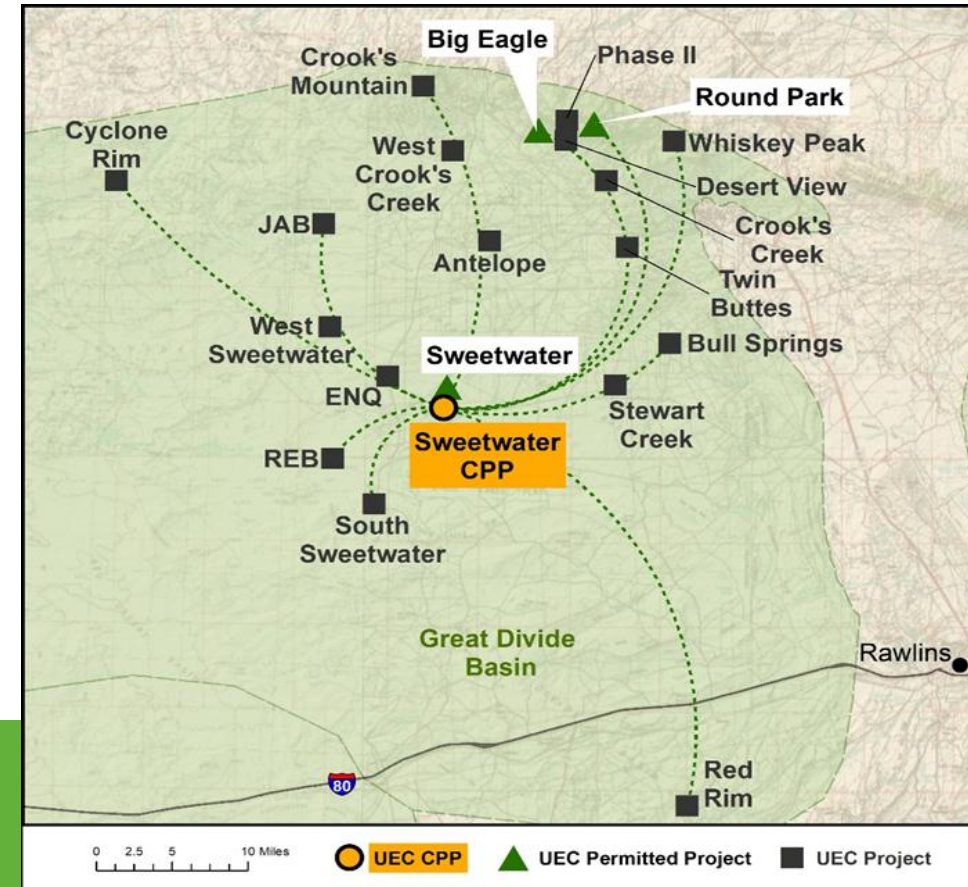 Big Eagle
Phase II
Crook's
Mountain
Round Park
Cyclone
Rim
West
Crook's
Creek
Whiskey Peak
Desert View
JAB
Crook's
Creek
Antelope
Twin
Buttes
West
Sweetwater
Sweetwater
Bull Springs
ENQ
Stewart
Creek
Sweetwater
CPP
REB
South
Sweetwater
Great Divide
Basin
Rawlins
Red
Rim
80
0 2.5 5 10 Miles
UEC CPP
UEC Permitted Project
UEC Project